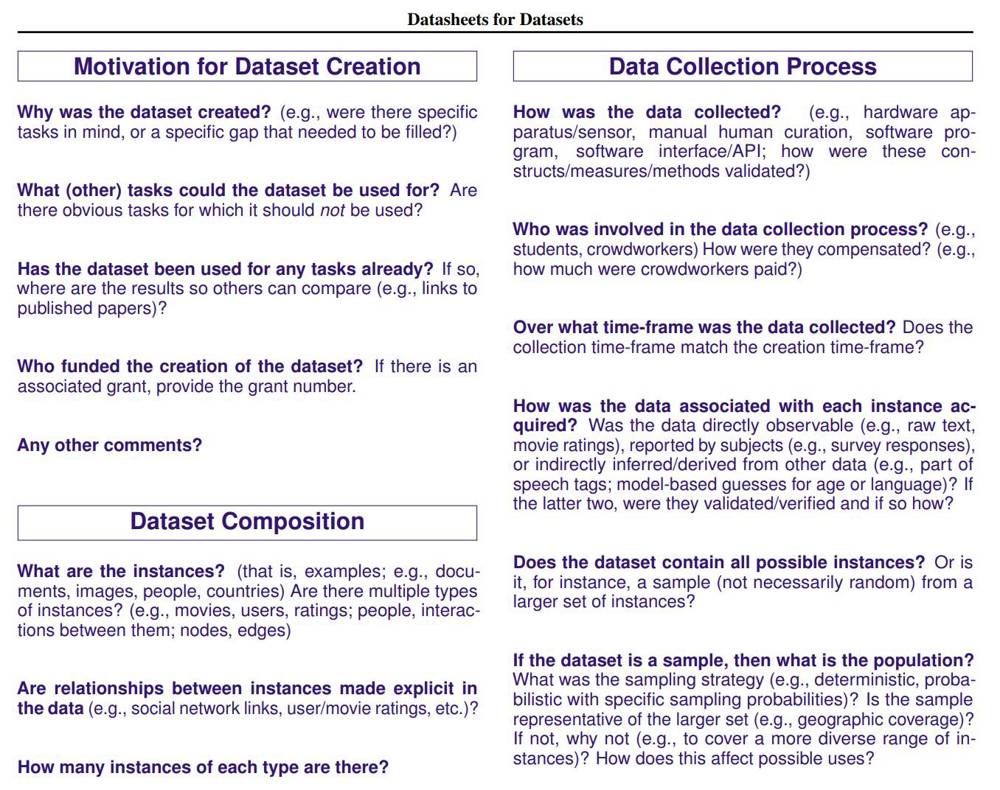 Datasheets for Datasets
Motivation for Dataset Creation
Why was the dataset created? (e.g., were there specific
tasks in mind, or a specific gap that needed to be filled?)
What (other) tasks could the dataset be used for? Are
there obvious tasks for which it should not be used?
Has the dataset been used for any tasks already? If so,
where are the results so others can compare (e.g., links to
published papers)?
Who funded the creation of the dataset? If there is an
associated grant, provide the grant number.
Any other comments?
Dataset Composition
What are the instances? (that is, examples; e.g., docu-
ments, images, people, countries) Are there multiple types
of instances? (e.g., movies, users, ratings; people, interac-
tions between them; nodes, edges)
Are relationships between instances made explicit in
the data (e.g., social network links, user/movie ratings, etc.)?
How many instances of each type are there?
Data Collection Process
How was the data collected? (e.g., hardware ap-
paratus/sensor, manual human curation, software pro-
gram, software interface/API; how were these con-
structs/measures/methods validated?)
Who was involved in the data collection process? (e.g.,
students, crowdworkers) How were they compensated? (e.g.,
how much were crowdworkers paid?)
Over what time-frame was the data collected? Does the
collection time-frame match the creation time-frame?
How was the data associated with each instance ac-
quired? Was the data directly observable (e.g., raw text,
movie ratings), reported by subjects (e.g., survey responses),
or indirectly inferred/derived from other data (e.g., part of
speech tags; model-based guesses for age or language)? If
the latter two, were they validated/verified and if so how?
Does the dataset contain all possible instances? Or is
it, for instance, a sample (not necessarily random) from a
larger set of instances?
If the dataset is a sample, then what is the population?
What was the sampling strategy (e.g., deterministic, proba-
bilistic with specific sampling probabilities)? Is the sample
representative of the larger set (e.g., geographic coverage)?
If not, why not (e.g., to cover a more diverse range of in-
stances)? How does this affect possible uses?